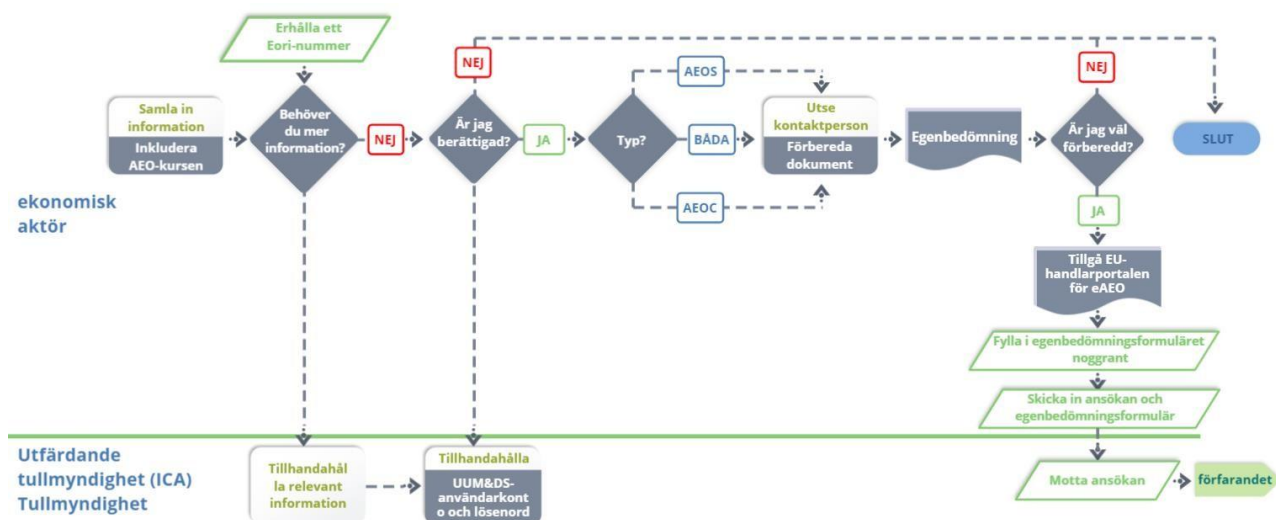 Erhålla ett
Eori-nummer
NEJ
NEJ
AEOS
Samla in
information
Inkludera
AEO-kursen
Behöver
du mer
information?
NEJ
Är jag
berättigad?
JA
Typ?
BÅDA
Utse
kontaktperson
Förbereda
dokument
Egenbedömning
Är jag väl
förberedd?
SLUT
AEOC
JA
ekonomisk
aktör
Tillgå EU-
handlarportalen
för eAEO
Fylla i egenbedömningsformuläret
noggrant
Skicka in ansökan och
egenbedömningsformulär
Utfärdande
tullmyndighet (ICA)
Tullmyndighet
Tillhandahål
la relevant
information
Tillhandahålla
UUM&DS-
användarkont
o och lösenord
Motta ansökan
förfarandet